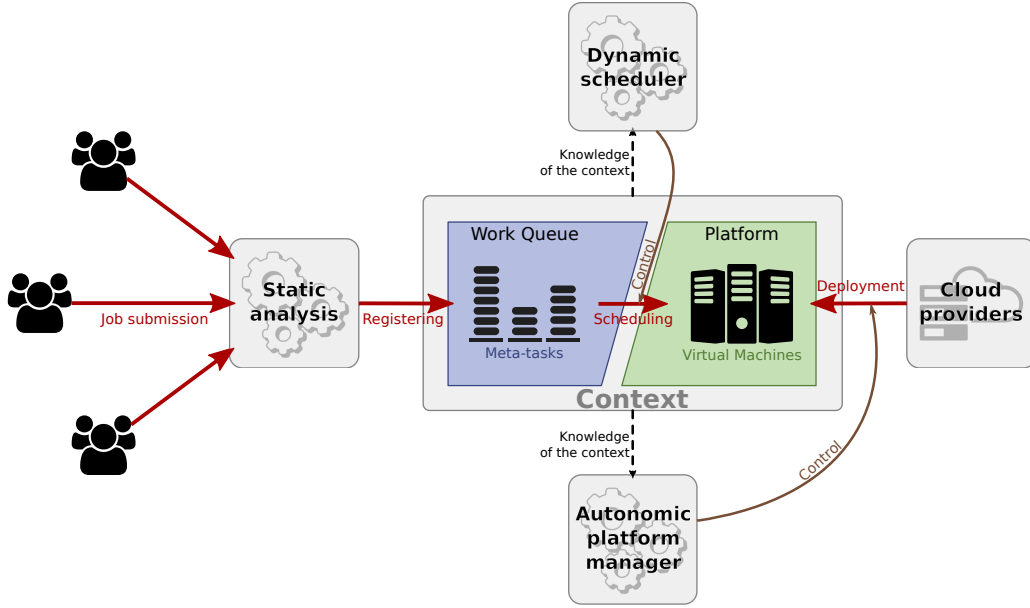 Dynamic
scheduler
Knowledge
of the context
Work Queue
Platform
Control
Static
analysis
Job submission
Registering
Scheduling
Deployment
Cloud
providers
Meta-tasks
Virtual Machines
Context
Knowledge
of the context
Control
Autonomic
platform
manager